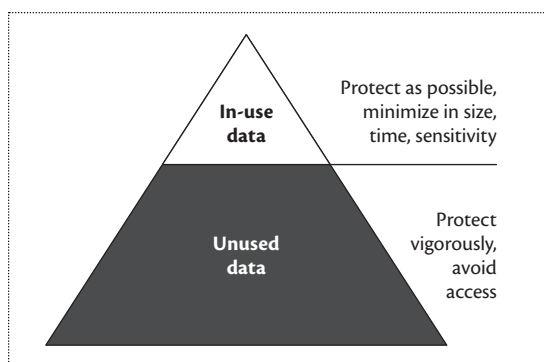 In-use
data
Protect as possible,
minimize in size,
time, sensitivity
Unused
data
Protect
vigorously,
avoid
access